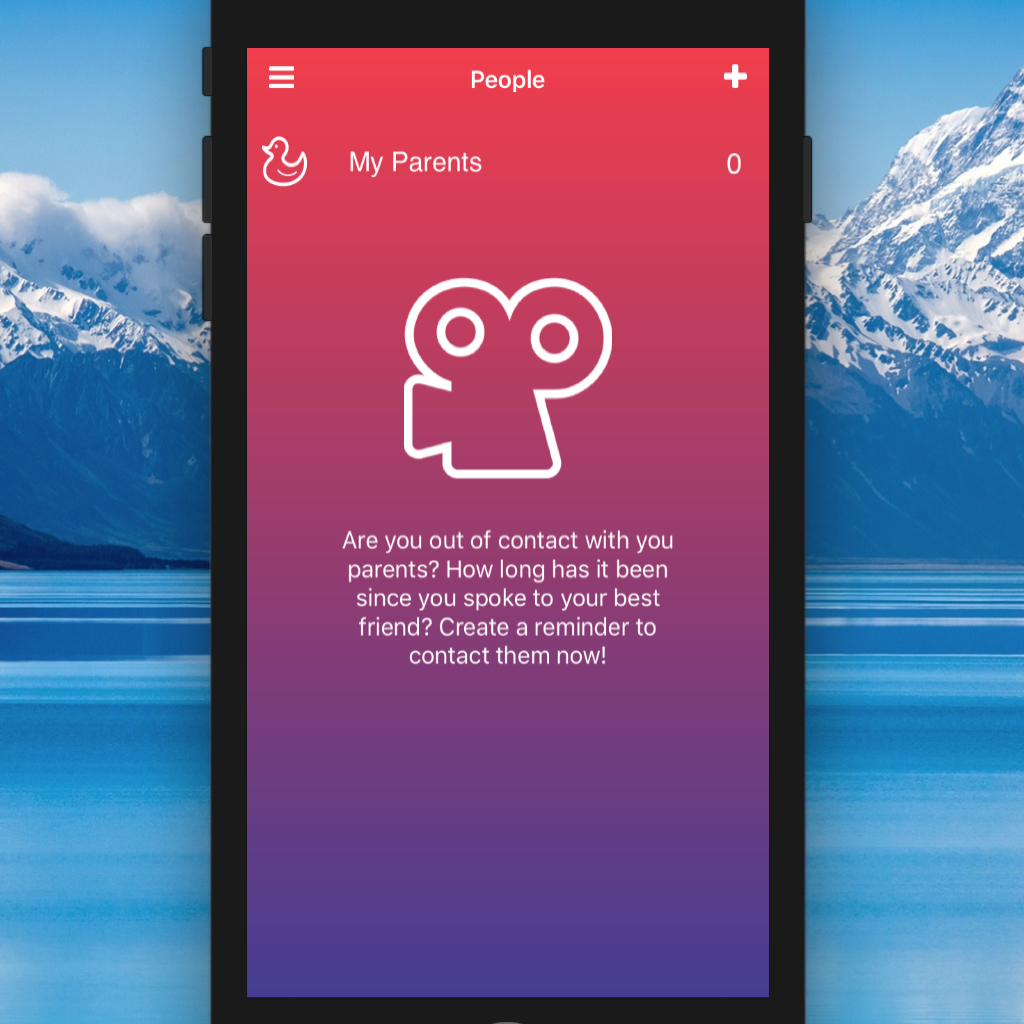 People
My Parents 0
Are you out of contact with you
parents? How long has it been
since you spoke to your best
friend? Create a reminder to
contact them now!